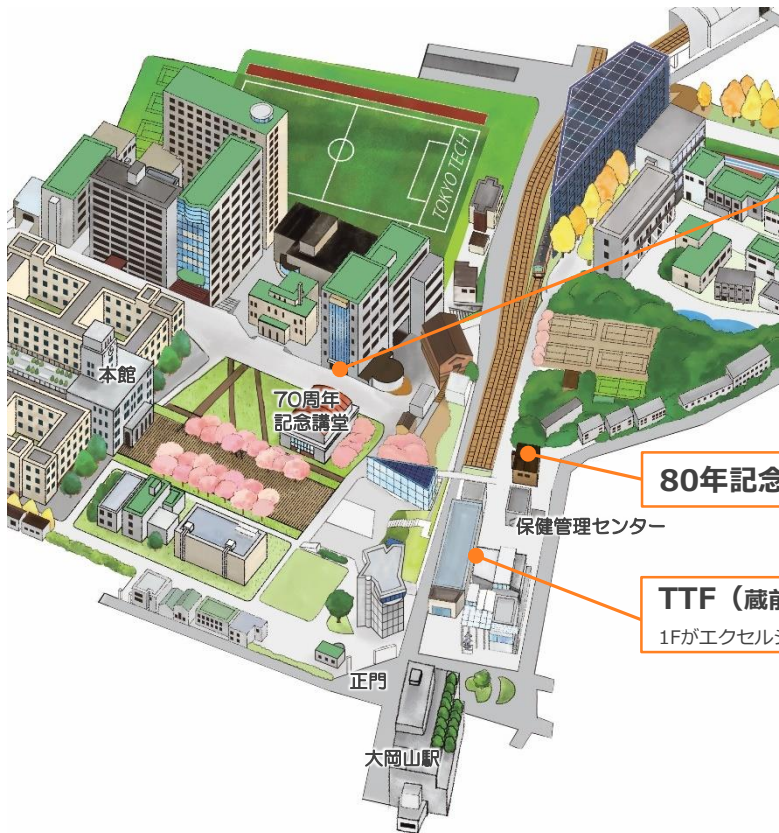 TOKYO TECH
本館
70周年
記念講堂
80年記念
保健管理センター
TTF（蔵前
1Fがエクセルシ
正門
大岡山駅